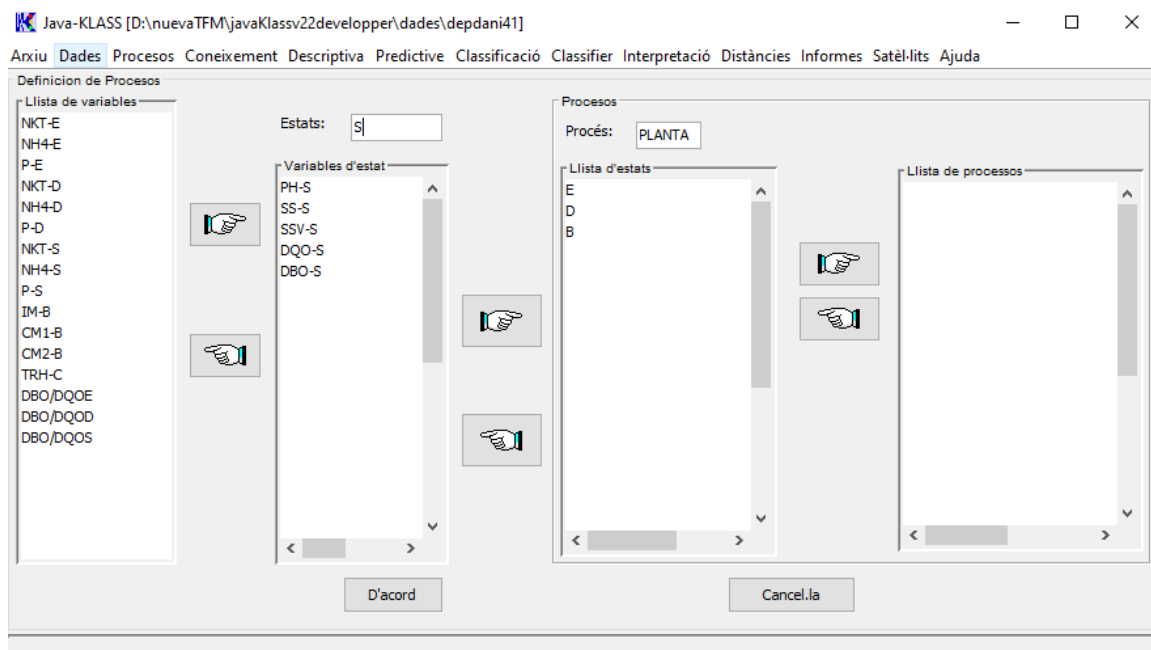 Java-KLASS [D:\nuevaTFM\javaKlassv22developper\dades\depdani41]
Arxiu Dades Procesos Coneixement Descriptiva Predictive Classificació Classifier Interpretació Distàncies Informes Satèl·lits Ajuda
Definicion de Procesos
Llista de variables
NKT-E
NH4-E
P-E
NKT-D
NH4-D
P-D
NKT-S
NH4-S
P-S
IM-B
CM1-B
CM2-B
TRH-C
DBO/DQOE
DBO/DQOD
DBO/DQOS
Estats: S
Variables d'estat
PH-S
SS-S
SSV-S
DQO-S
DBO-S
Procesos
Procés: PLANTA
Llista d'estats
E
D
B
Llista de processos
D'acord
Cancel.la